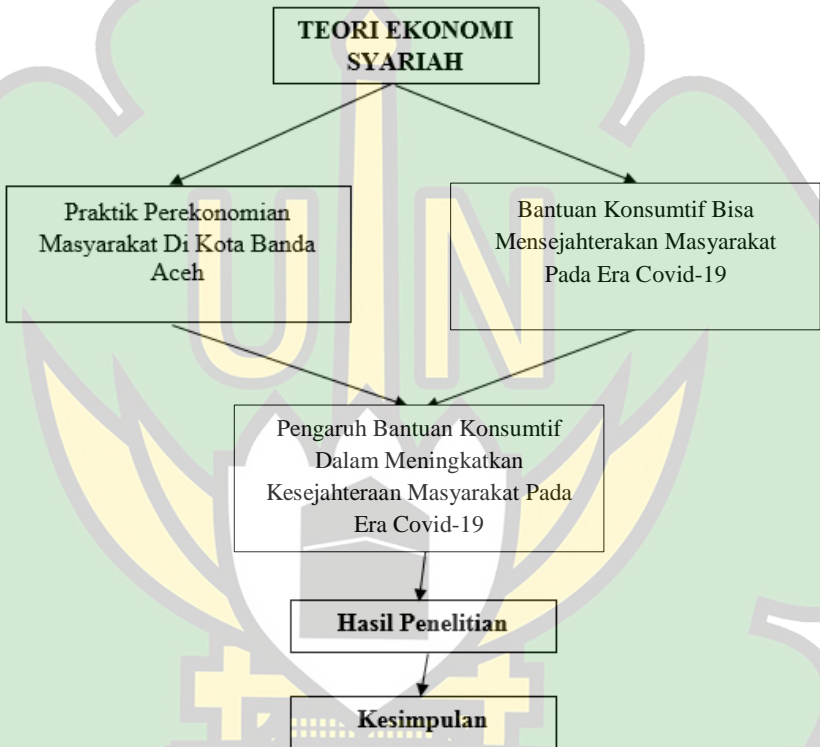 TEORI EKONOMI
SYARIAH
Praktik Perekonomian
Masyarakat Di Kota Banda
Aceh
Bantuan Konsumtif Bisa
Mensejahterakan Masyarakat
Pada Era Covid-19
UIN
Pengaruh Bantuan Konsumtif
Dalam Meningkatkan
Kesejahteraan Masyarakat Pada
Era Covid-19
Hasil Penelitian
Kesimpulan